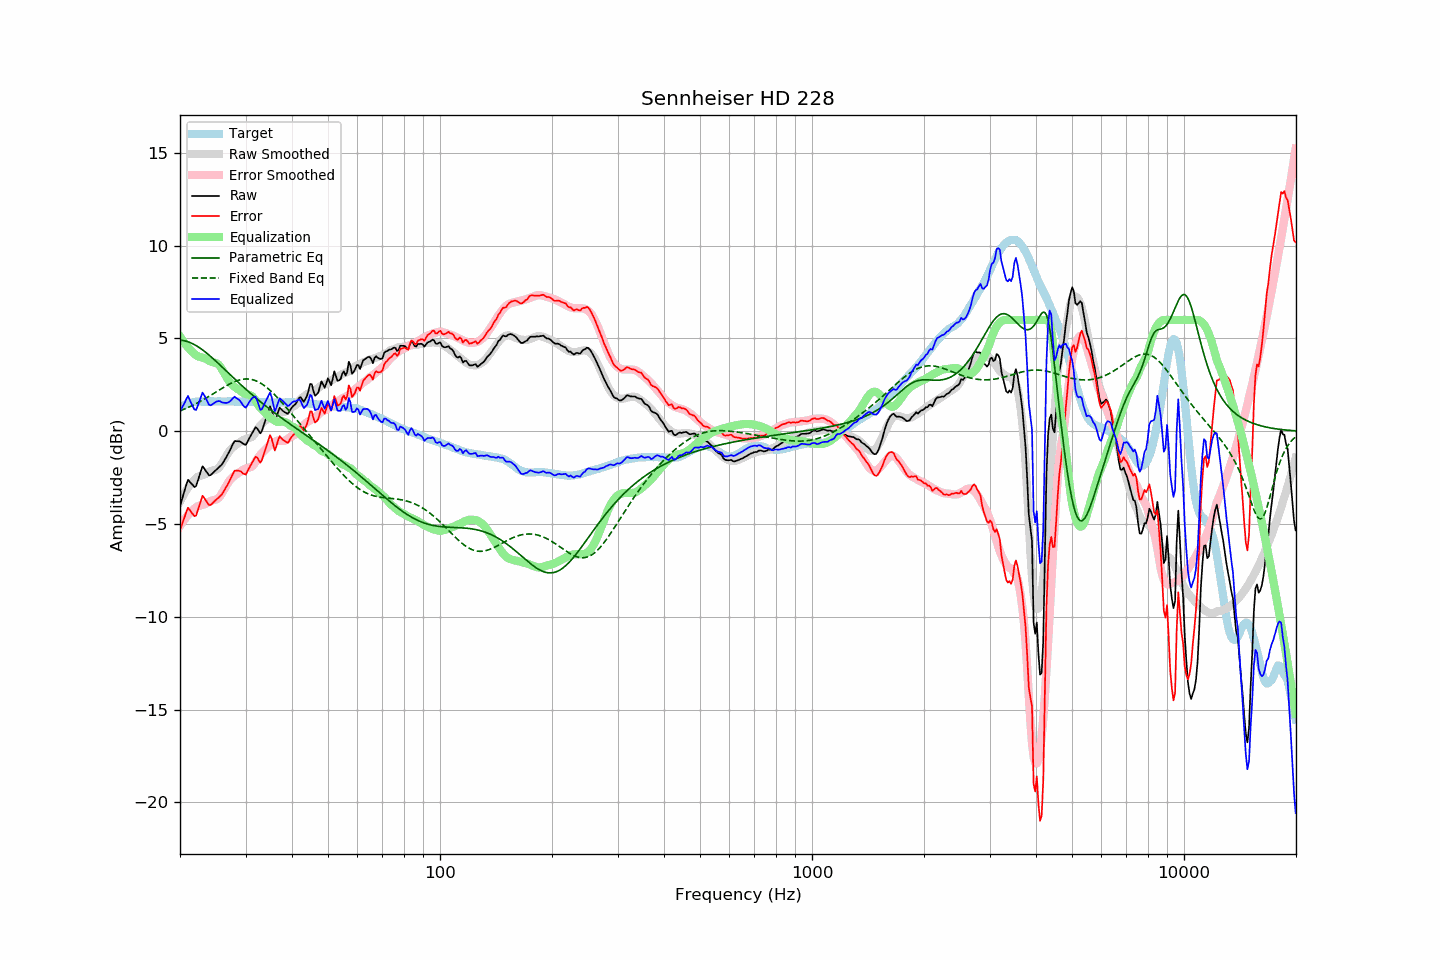 Sennheiser HD 228
Target
Raw Smoothed
Error Smoothed
Raw
Error
Equalization
Parametric Eq
Fixed Band Eq
Equalized
15
10
5
0
−5
−10
−15
−20
Amplitude (dBr)
100
1000
10000
Frequency (Hz)